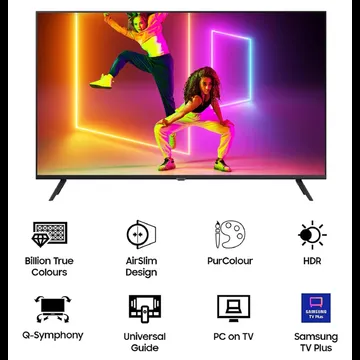 Billion True
Colours
AirSlim
Design
PurColour
HDR
Q-Symphony
Universal
Guide
PC on TV
SAMSUNG
TV Plus
Samsung
TV Plus